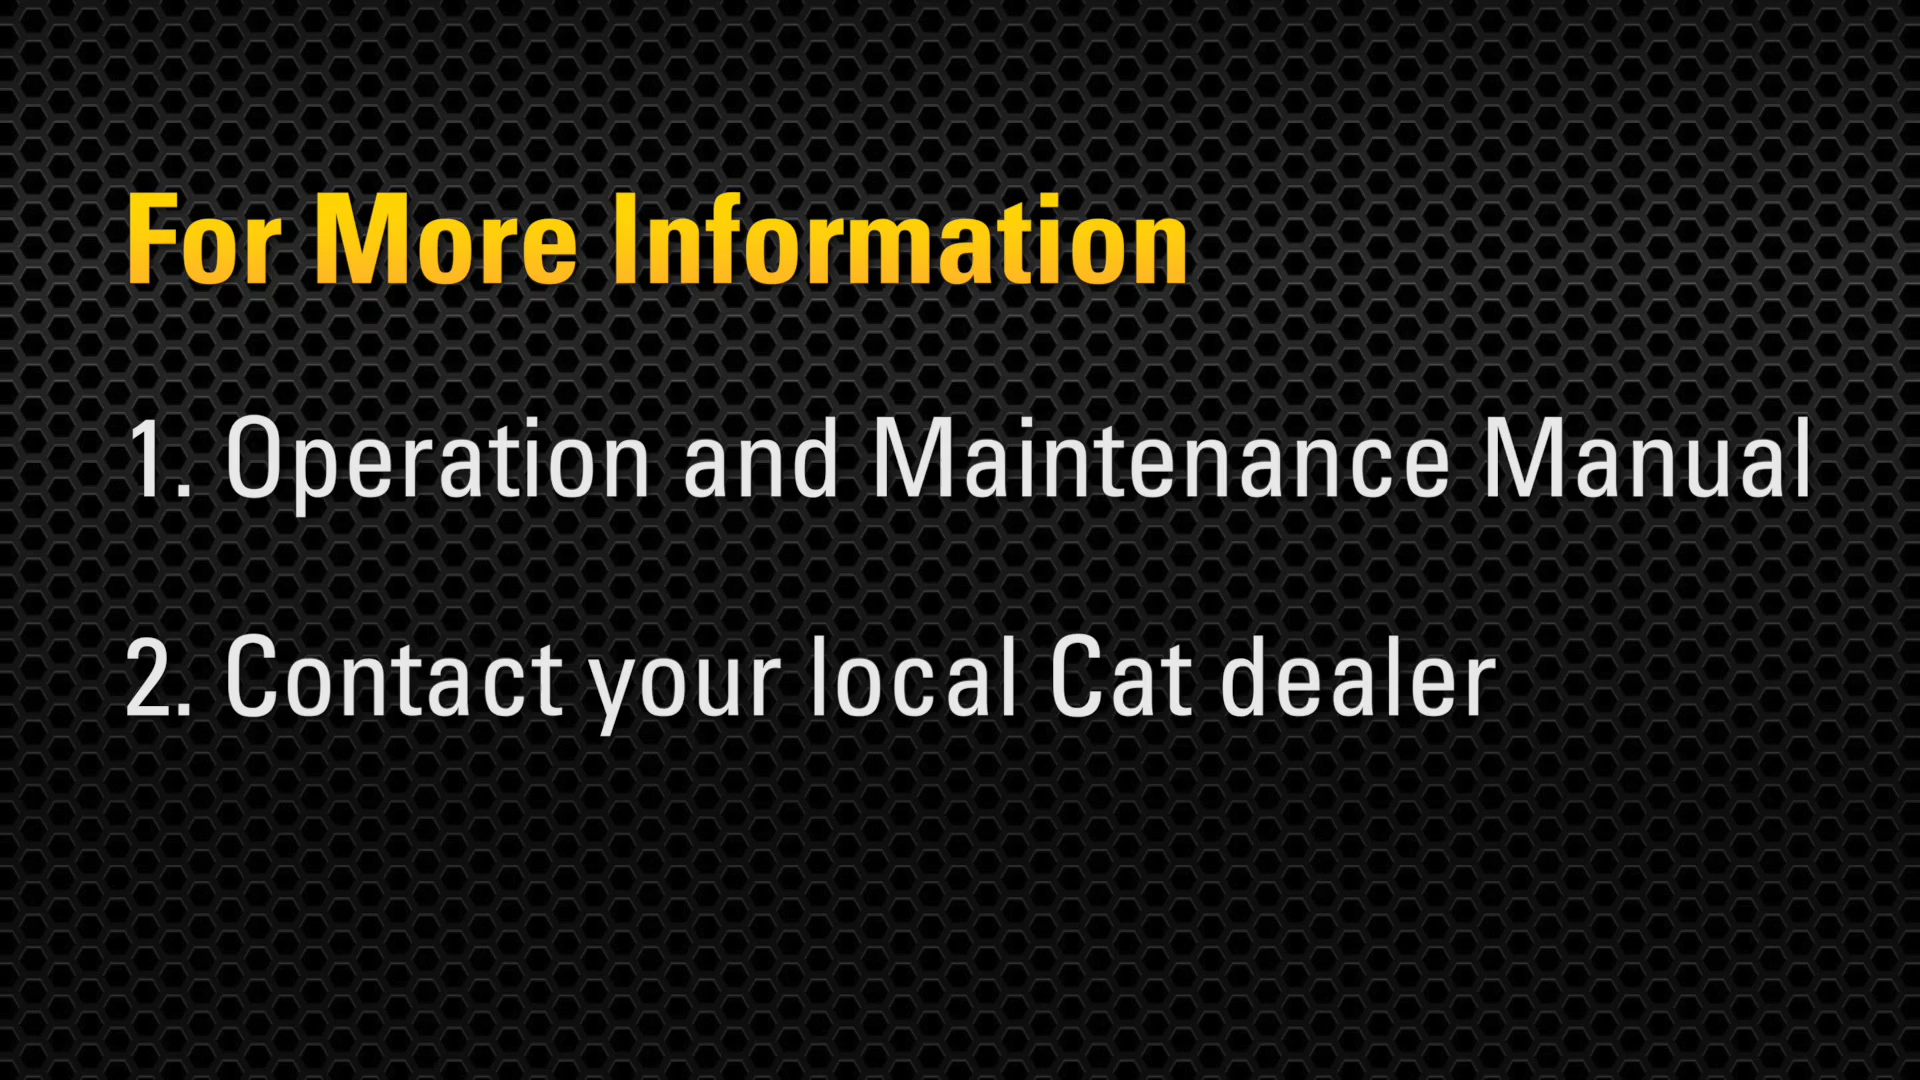 For More Information
1. Operation and Maintenance Manual
2. Contact your local Cat dealer